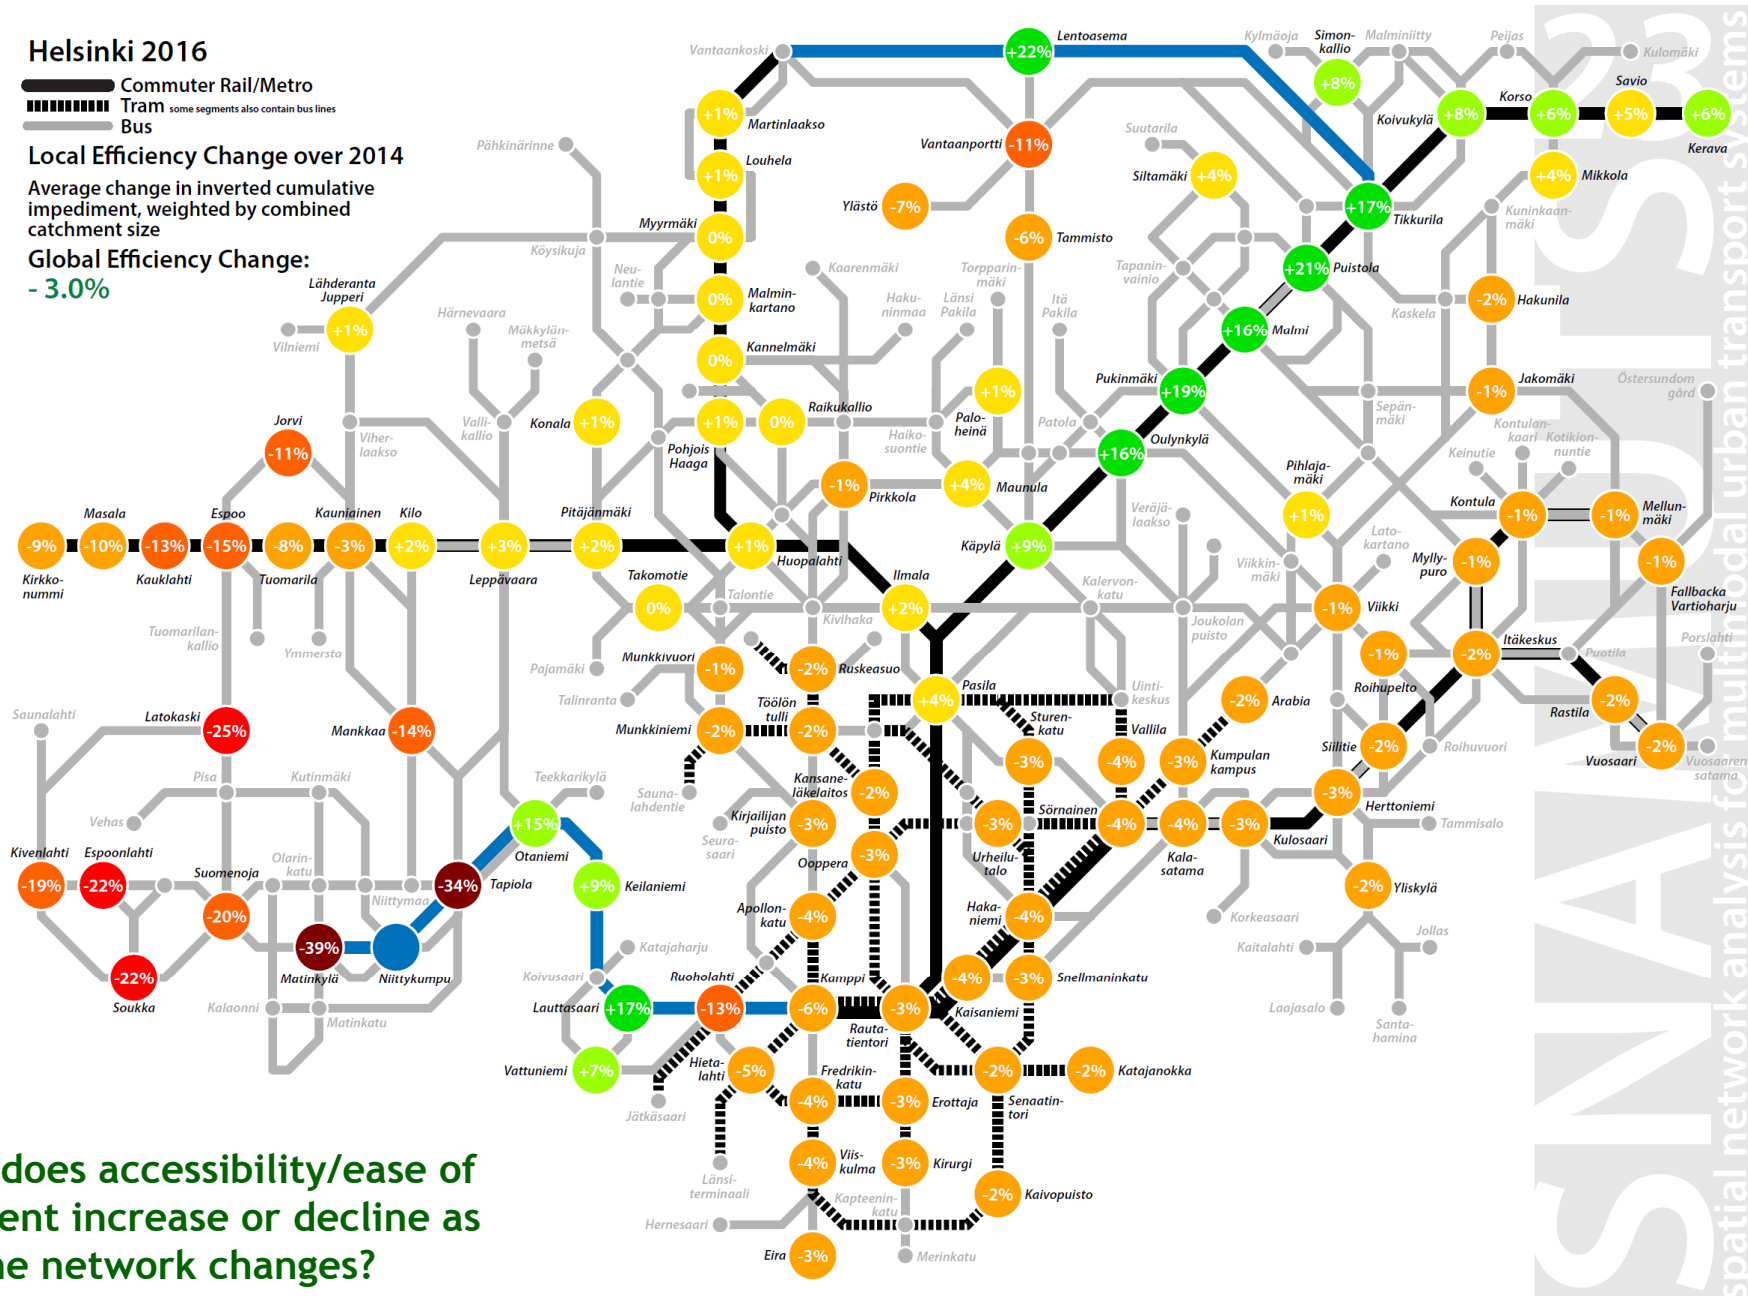 Helsinki 2016
Commuter Rail/Metro
Tram some segments also contain bus lines
Bus
Local Efficiency Change over 2014
Average change in inverted cumulative
impediment, weighted by combined
catchment size
Global Efficiency Change:
- 3.0%
Vantaankoski
+22%
Lentoasema
Kylmäoja
Simon-
kallio
+8%
Malminiitty
Peijas
Kulomäki
+1%
Martinlaakso
Koivukylä
+8%
Korso
+6%
Savio
+5%
+6%
Kerava
Pähkinärinne
Louhela
+1%
Vantaanportti
-11%
Suutarila
Siltamäki
+4%
+4%
Mikkola
Ylästö
-7%
+17%
Tikkurila
Kuninkaan-
mäki
Myyrmäki
0%
-6%
Tammisto
Köysikuja
Neu-
lantie
Kaarenmäki
Torpparin-
mäki
Tapanin-
vainio
+21%
Puistola
Lähderanta
Jupperi
+1%
Vilniemi
Härnevaara
Mäkkylän-
metsä
0%
Malmin-
kartano
Haku-
ninmaa
Länsi
Pakila
Itä
Pakila
+16%
Malmi
Kaskela
-2%
Hakunila
0%
Kannelmäki
Pukinmäki
+19%
-1%
Jakomäki
Östersundom
gård
Jorvi
-11%
Viher-
laakso
Valli-
kallio
Konala
+1%
+1%
Pohjois
Haaga
0%
Raikukallio
Haiko-
suontie
+1%
Palo-
heinä
Patola
+16%
Oulynkylä
Sepän-
mäki
Kontulan-
kaari
Keinutie
Kotikion-
nuntie
-1%
Pirkkola
+4%
Maunula
Pihlaja-
mäki
+1%
Kontula
-1%
-1%
Mellun-
mäki
Masala
Espoo
Kauniainen
Kilo
Pitäjänmäki
-9%
-10%
-13%
-15%
-8%
-3%
+2%
+3%
+2%
+1%
Kirkko-
nummi
Kauklahti
Tuomarila
Leppävaara
Huopalahti
Käpylä
+9%
Veräjä-
laakso
Viikkin-
mäki
Lato-
kartano
Mylly-
puro
-1%
-1%
Fallbacka
Vartioharju
Takomotie
0%
Talontie
Kivihaka
Ilmala
+2%
Kalervon-
katu
Joukolan
puisto
-1%
Viikki
Tuomarilan-
kallio
Ymmersta
Pajamäki
Munkkivuori
-1%
-2%
Ruskeasuo
-1%
Roihupelto
-2%
Itäkeskus
Puotila
Porslahti
Talinranta
Pasila
+4%
Uinti-
keskus
-2%
Arabia
-2%
Rastila
Saunalahti
Latokaski
-25%
Mankkaa
-14%
Munkkiniemi
-2%
Töölön
tulli
-2%
Sturen-
katu
-3%
Vallila
-4%
-3%
Kumpulan
kampus
Siilitie
-2%
Roihuvuori
Vuosaari
-2%
Vuosaaren
satama
Pisa
Kutinmäki
Teekkarikylä
Sauna-
lahdentie
Kansane-
läkelaitos
-2%
-3%
Herttoniemi
Vehas
+15%
Otaniemi
Seura-
saari
Kirjailijan
puisto
-3%
-3%
Urheilu-
talo
Sörnainen
-4%
-4%
Kala-
satama
-3%
Kulosaari
Tammisalo
Kivenlahti
-19%
Espoonlahti
-22%
Suomenoja
-20%
Olarin-
katu
Niittymaa
-34%
Tapiola
+9%
Keilaniemi
Ooppera
-3%
-2%
Yliskylä
Apollon-
katu
-4%
Haka-
niemi
-4%
Korkeasaari
-22%
Soukka
-39%
Matinkylä
Niittykumpu
Katajaharju
Koivusaari
Kaitalahti
Jollas
Kalaonni
Matinkatu
Lauttasaari
+17%
Ruoholahti
-13%
Kamppi
-6%
-3%
Rauta-
tientori
-4%
Kaisaniemi
-3%
Snellmaninkatu
Laajasalo
Santa-
hamina
Vattuniemi
+7%
Hieta-
lahti
-5%
Jätkäsaari
Fredrikin-
katu
-4%
-3%
Erottaja
-2%
Senaatin-
tori
-2%
Katajanokka
Länsi-
terminaali
-4%
Viis-
kulma
-3%
Kirurgi
Kapteenin-
katu
-2%
Kaivopuisto
Hernesaari
Eira
-3%
Merinkatu
does accessibility/ease of
ent increase or decline as
ne network changes?
SNAMUTS23
spatial network analysis for multimodal urban transport systems